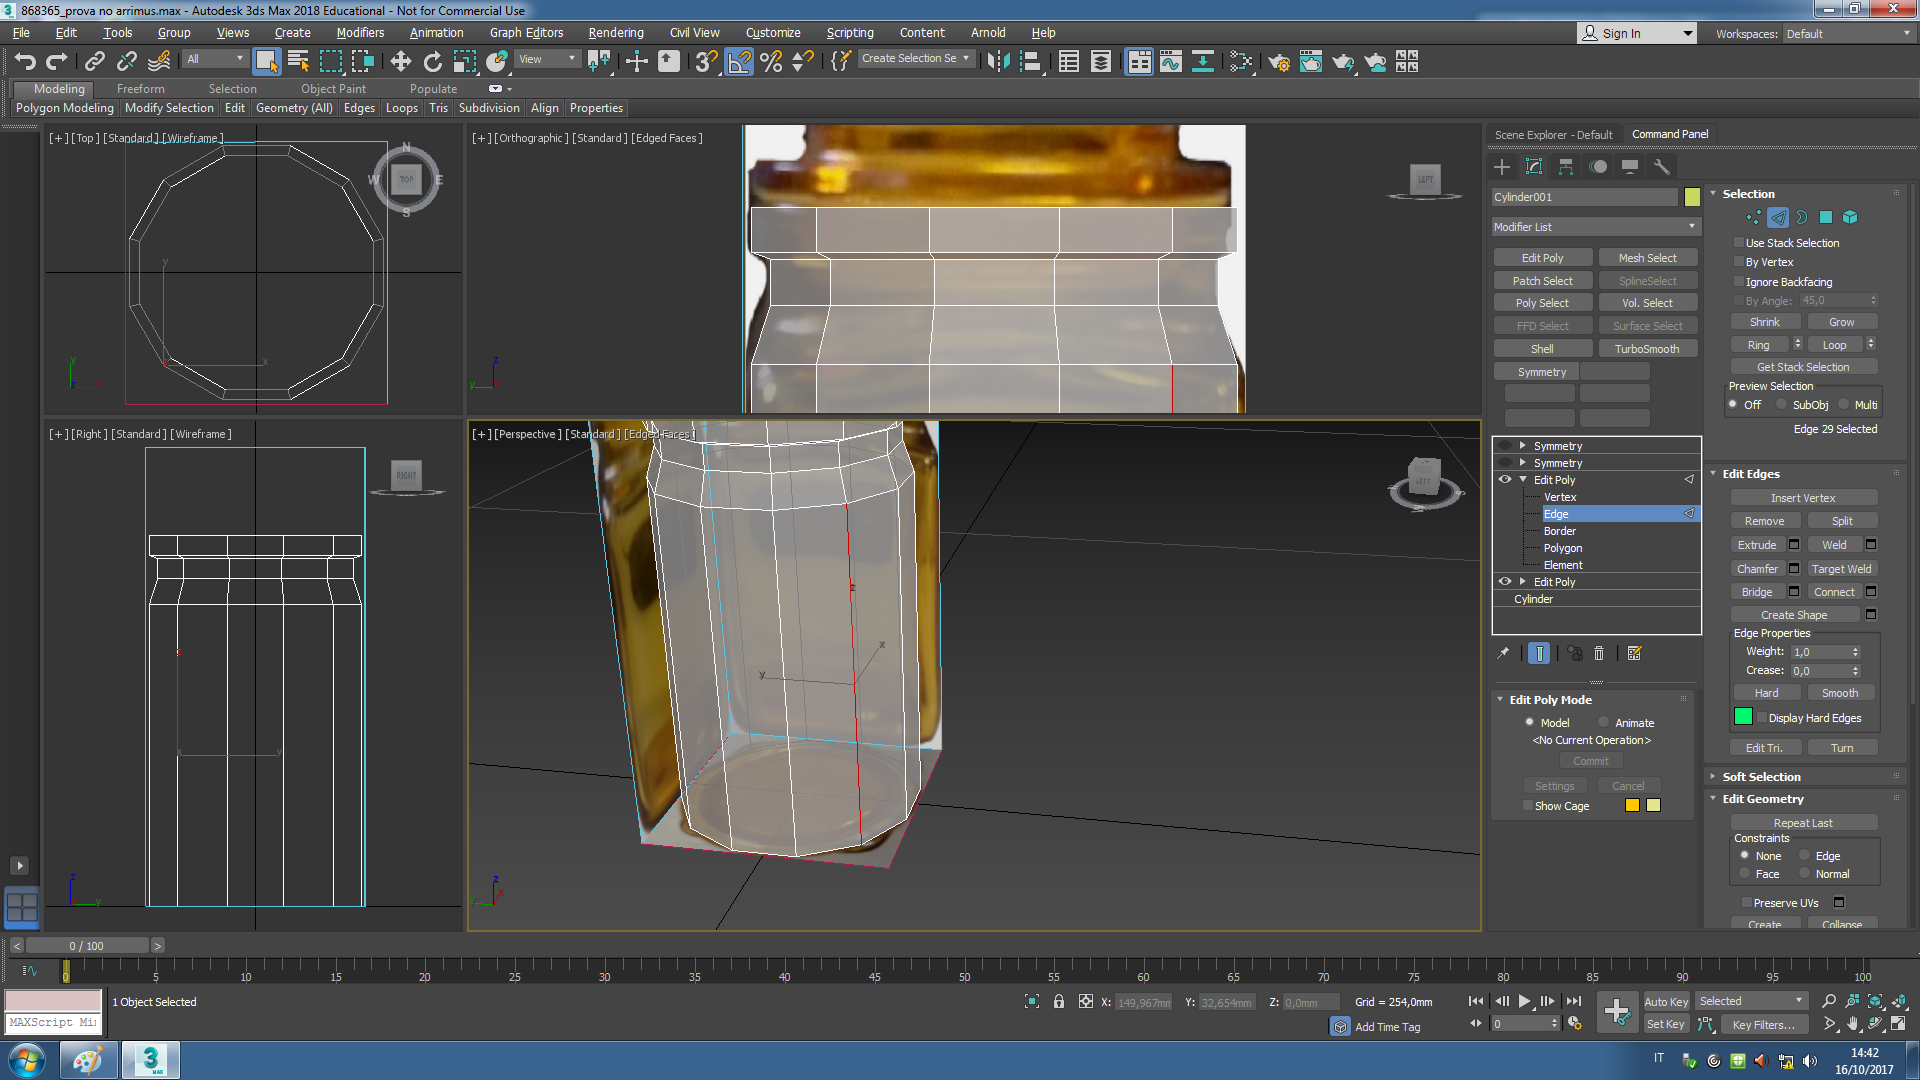 868365_prova no arrimus.max - Autodesk 3ds Max 2018 Educational - Not for Commercial Use
File Edit Tools Group Views Create Modifiers Animation Graph Editors Rendering Civil View Customize Scripting Content Arnold Help
Sign In Workspaces: Default
All View Create Selection Se
Modeling Freeform Selection Object Paint Populate
Polygon Modeling Modify Selection Edit Geometry (All) Edges Loops Tris Subdivision Align Properties
[+] [Top] [Standard] [Wireframe]
N
W TOP E
S
y
x
[+] [Orthographic] [Standard] [Edged Faces]
LEFT
[+] [Right] [Standard] [Wireframe]
RIGHT
[+] [Perspective] [Standard] [Edged Faces]
LEFT
Scene Explorer - Default Command Panel
Cylinder001
Modifier List
Edit Poly Mesh Select
Patch Select SplineSelect
Poly Select Vol. Select
FFD Select Surface Select
Shell TurboSmooth
Symmetry
Symmetry
Symmetry
Edit Poly
Vertex
Edge
Border
Polygon
Element
Edit Poly
Cylinder
Edit Poly Mode
Model Animate
<No Current Operation>
Commit
Settings Cancel
Show Cage
Selection
Use Stack Selection
By Vertex
Ignore Backfacing
By Angle: 45,0
Shrink Grow
Ring Loop
Get Stack Selection
Preview Selection
Off SubObj Multi
Edge 29 Selected
Edit Edges
Insert Vertex
Remove Split
Extrude Weld
Chamfer Target Weld
Bridge Connect
Create Shape
Edge Properties
Weight: 1,0
Crease: 0,0
Hard Smooth
Display Hard Edges
Edit Tri. Turn
Soft Selection
Edit Geometry
Repeat Last
Constraints
None Edge
Face Normal
Preserve UVs
Create Collapse
< 0 / 100 >
0 5 10 15 20 25 30 35 40 45 50 55 60 65 70 75 80 85 90 95 100
1 Object Selected
X: 149,967mm Y: 32,654mm Z: 0,0mm Grid = 254,0mm
Auto Key Selected
MAXScript Mi
Add Time Tag
0
Set Key Key Filters...
3 MAX
IT
14:42
16/10/2017